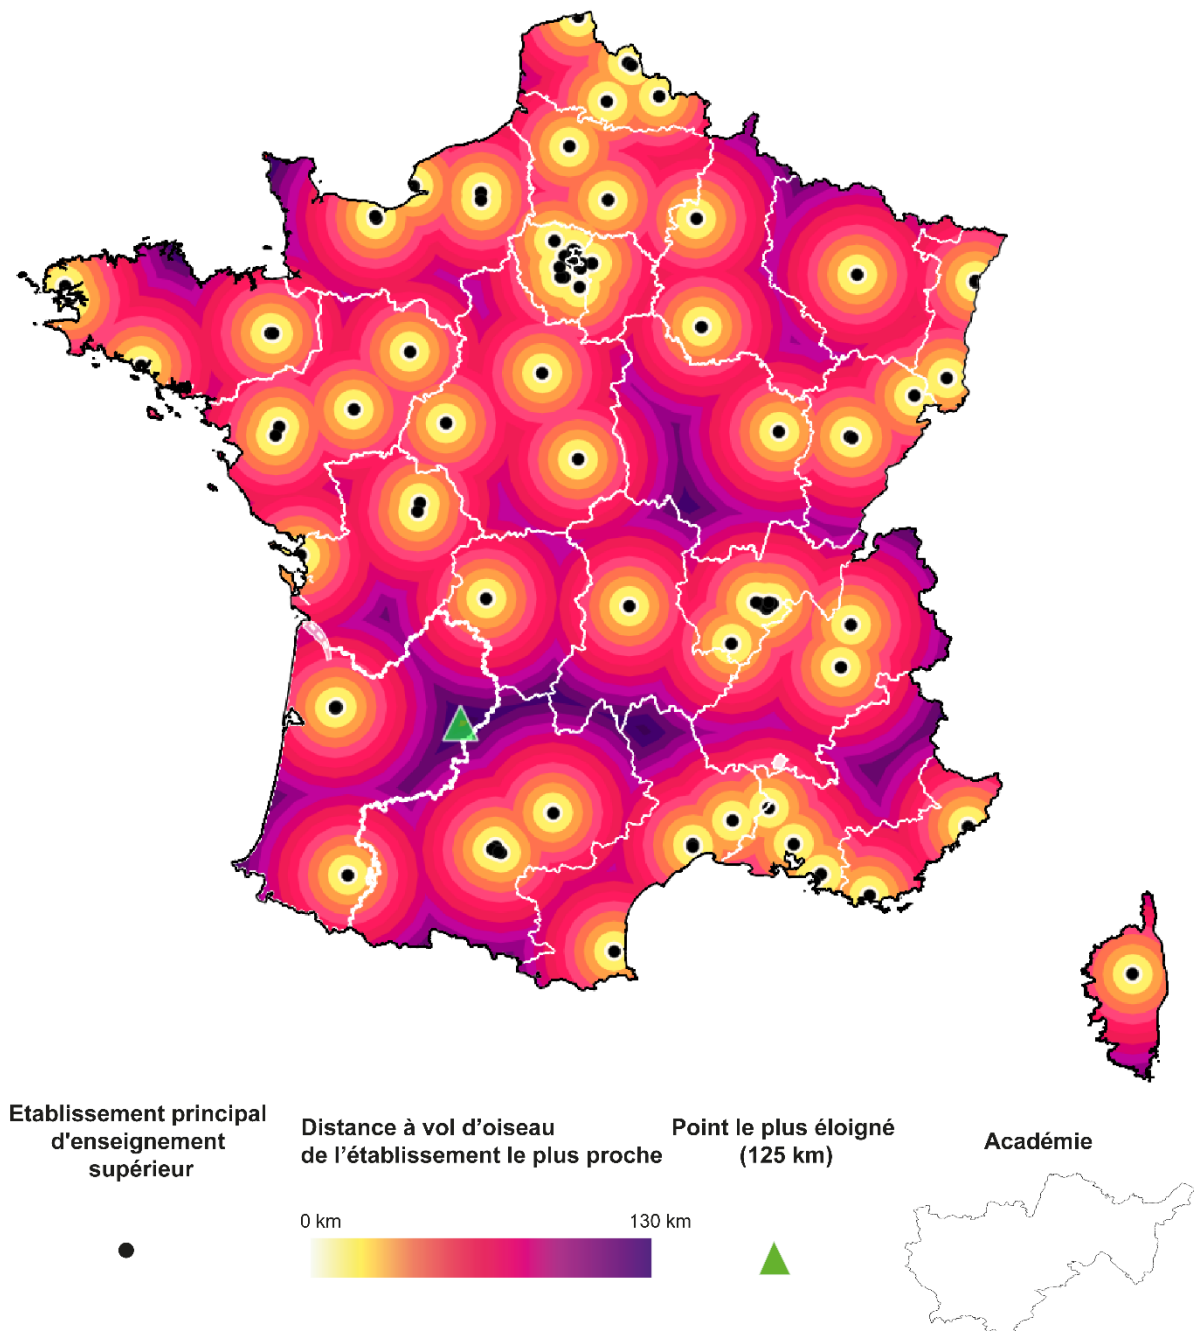 Etablissement principal
d'enseignement
supérieur
Distance à vol d’oiseau
de l’établissement le plus proche
0 km
130 km
Point le plus éloigné
(125 km)
Académie